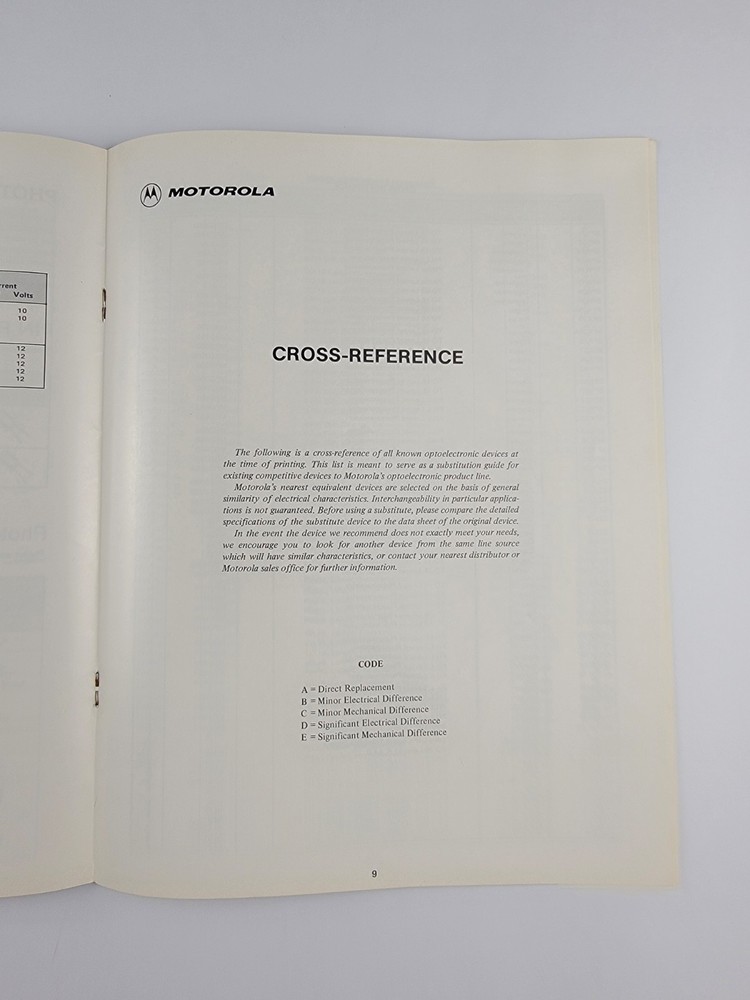 rrent
Volts
10
10
12
12
12
12
12
MOTOROLA
CROSS-REFERENCE
The following is a cross-reference of all known optoelectronic devices at
the time of printing. This list is meant to serve as a substitution guide for
existing competitive devices to Motorola's optoelectronic product line.
Motorola's nearest equivalent devices are selected on the basis of general
similarity of electrical characteristics. Interchangeability in particular applica-
tions is not guaranteed. Before using a substitute, please compare the detailed
specifications of the substitute device to the data sheet of the original device.
In the event the device we recommend does not exactly meet your needs,
we encourage you to look for another device from the same line source
which will have similar characteristics, or contact your nearest distributor or
Motorola sales office for further information.
CODE
A = Direct Replacement
B = Minor Electrical Difference
C = Minor Mechanical Difference
D = Significant Electrical Difference
E = Significant Mechanical Difference
9